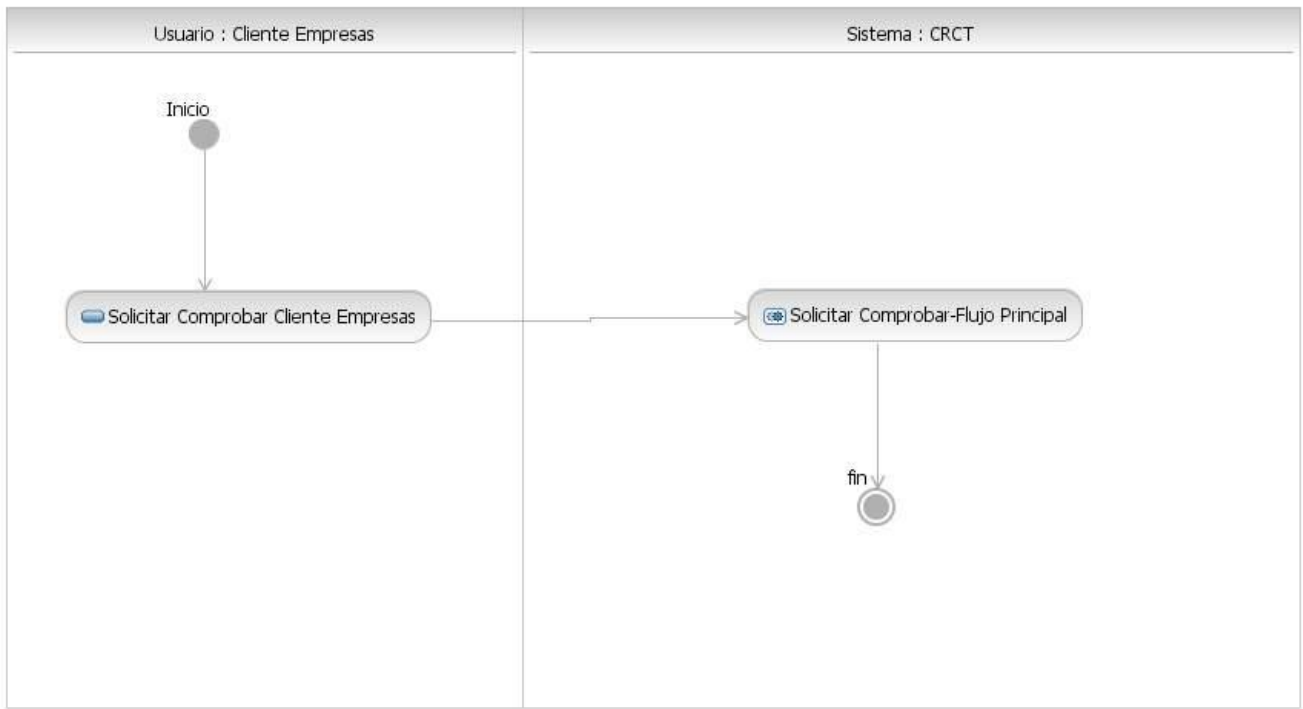 Usuario : Cliente Empresas
Sistema : CRCT
Inicio
Solicitar Comprobar Cliente Empresas
Solicitar Comprobar-Flujo Principal
fin